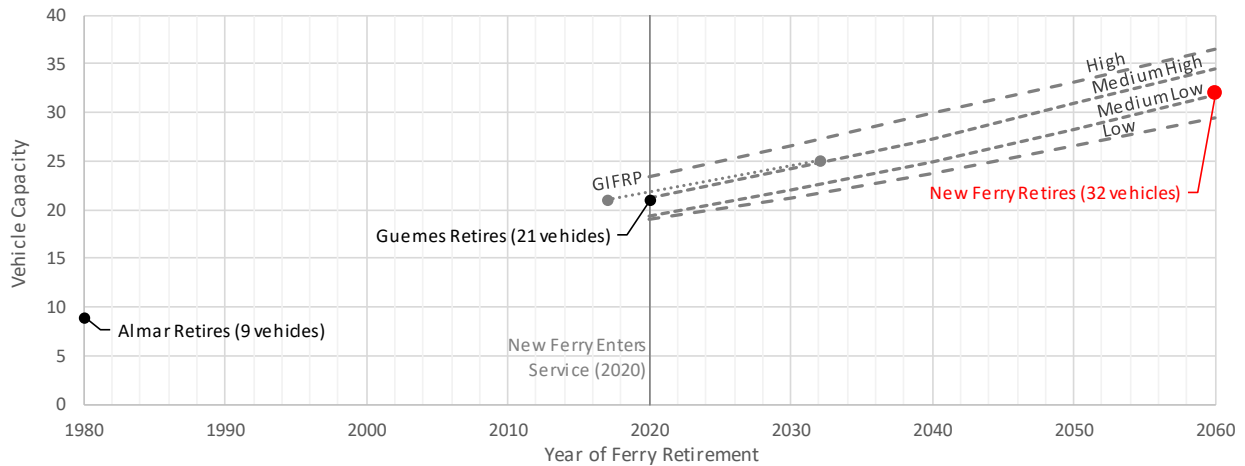 40
35
30
25
20
15
10
5
0
Vehicle Capacity
High
Medium High
Medium Low
Low
GIFRP
New Ferry Retires (32 vehicles)
Guemes Retires (21 vehicles)
Almar Retires (9 vehicles)
New Ferry Enters
Service (2020)
1980 1990 2000 2010 2020 2030 2040 2050 2060
Year of Ferry Retirement